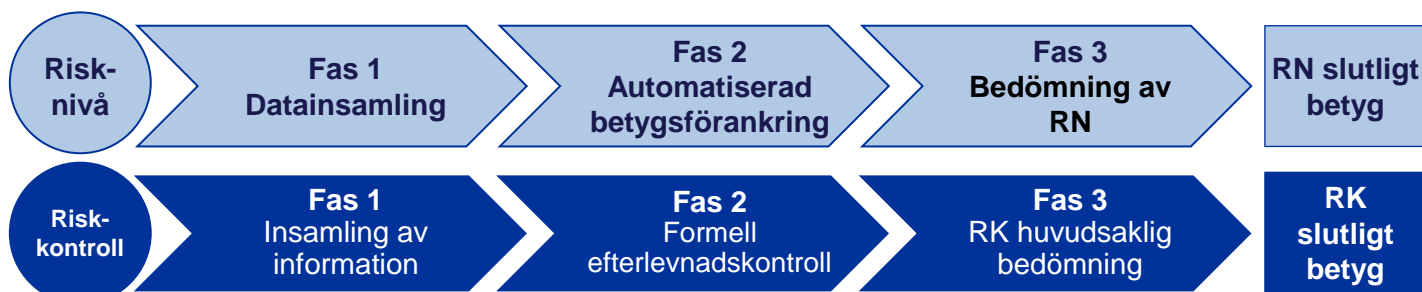 Risk-
nivå
Fas 1
Datainsamling
Fas 2
Automatiserad
betygsförankring
Fas 3
Bedömning av
RN
RN slutligt
betyg
Risk-
kontroll
Fas 1
Insamling av
information
Fas 2
Formell
efterlevnadskontroll
Fas 3
RK huvudsaklig
bedömning
RK
slutligt
betyg